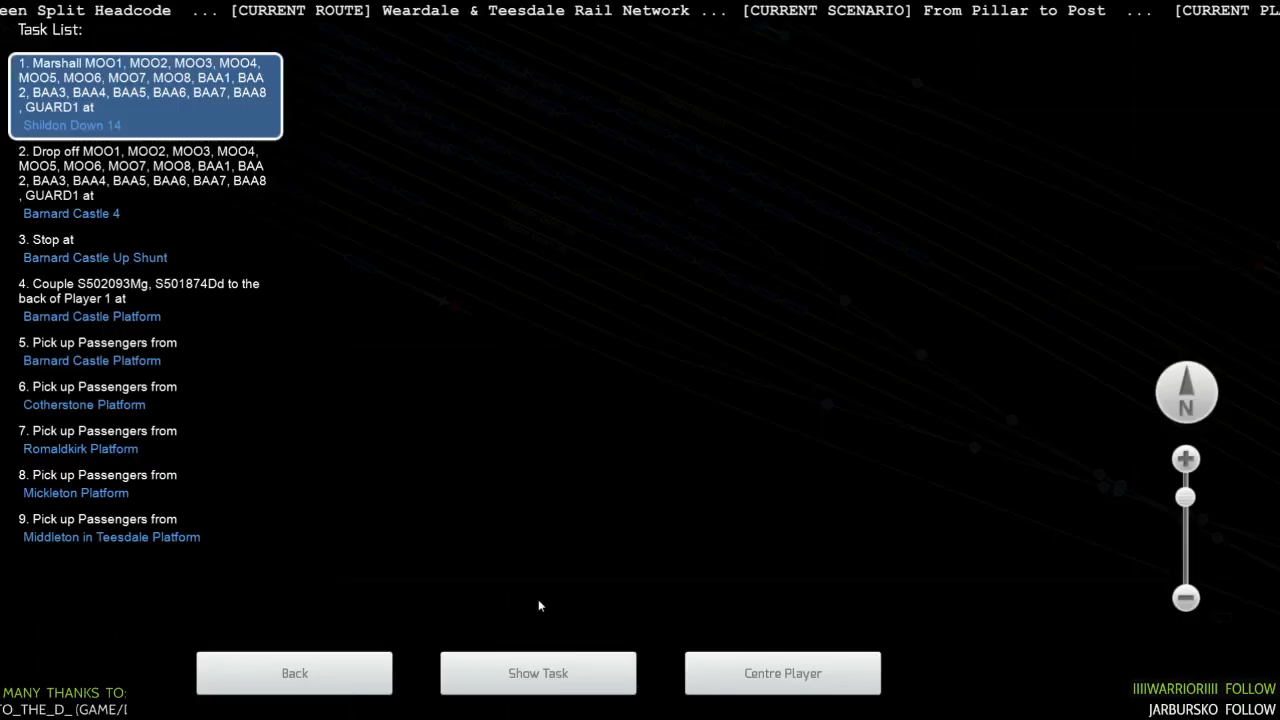 een Split Headcode ... [CURRENT ROUTE] Weardale & Teesdale Rail Network ... [CURRENT SCENARIO] From Pillar to Post ... [CURRENT PL
Task List:
1. Marshall MOO1, MOO2, MOO3, MOO4,
MOO5, MOO6, MOO7, MOO8, BAA1, BAA
2, BAA3, BAA4, BAA5, BAA6, BAA7, BAA8
, GUARD1 at
Shildon Down 14
2. Drop off MOO1, MOO2, MOO3, MOO4,
MOO5, MOO6, MOO7, MOO8, BAA1, BAA
2, BAA3, BAA4, BAA5, BAA6, BAA7, BAA8
, GUARD1 at
Barnard Castle 4
3. Stop at
Barnard Castle Up Shunt
4. Couple S502093Mg, S501874Dd to the
back of Player 1 at
Barnard Castle Platform
5. Pick up Passengers from
Barnard Castle Platform
6. Pick up Passengers from
Cotherstone Platform
7. Pick up Passengers from
Romaldkirk Platform
8. Pick up Passengers from
Mickleton Platform
9. Pick up Passengers from
Middleton in Teesdale Platform
N
Back
Show Task
Centre Player
MANY THANKS TO:
TO_THE_D_ (GAME/
IIIIWARRIORIIII FOLLOW
JARBURSKO FOLLOW